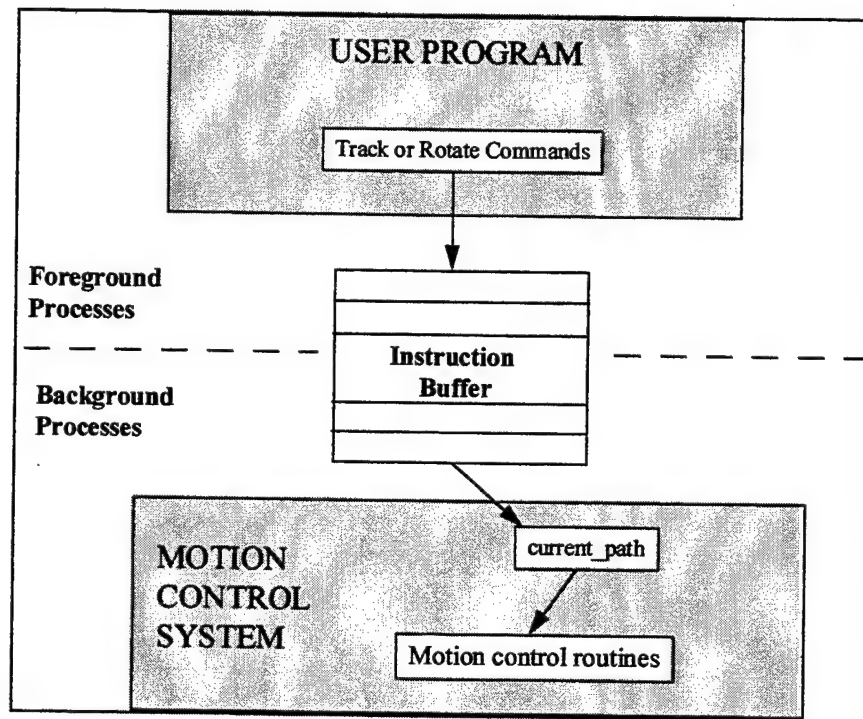 USER PROGRAM
Track or Rotate Commands
Foreground
Processes
Instruction
Buffer
Background
Processes
current_path
MOTION
CONTROL
SYSTEM
Motion control routines